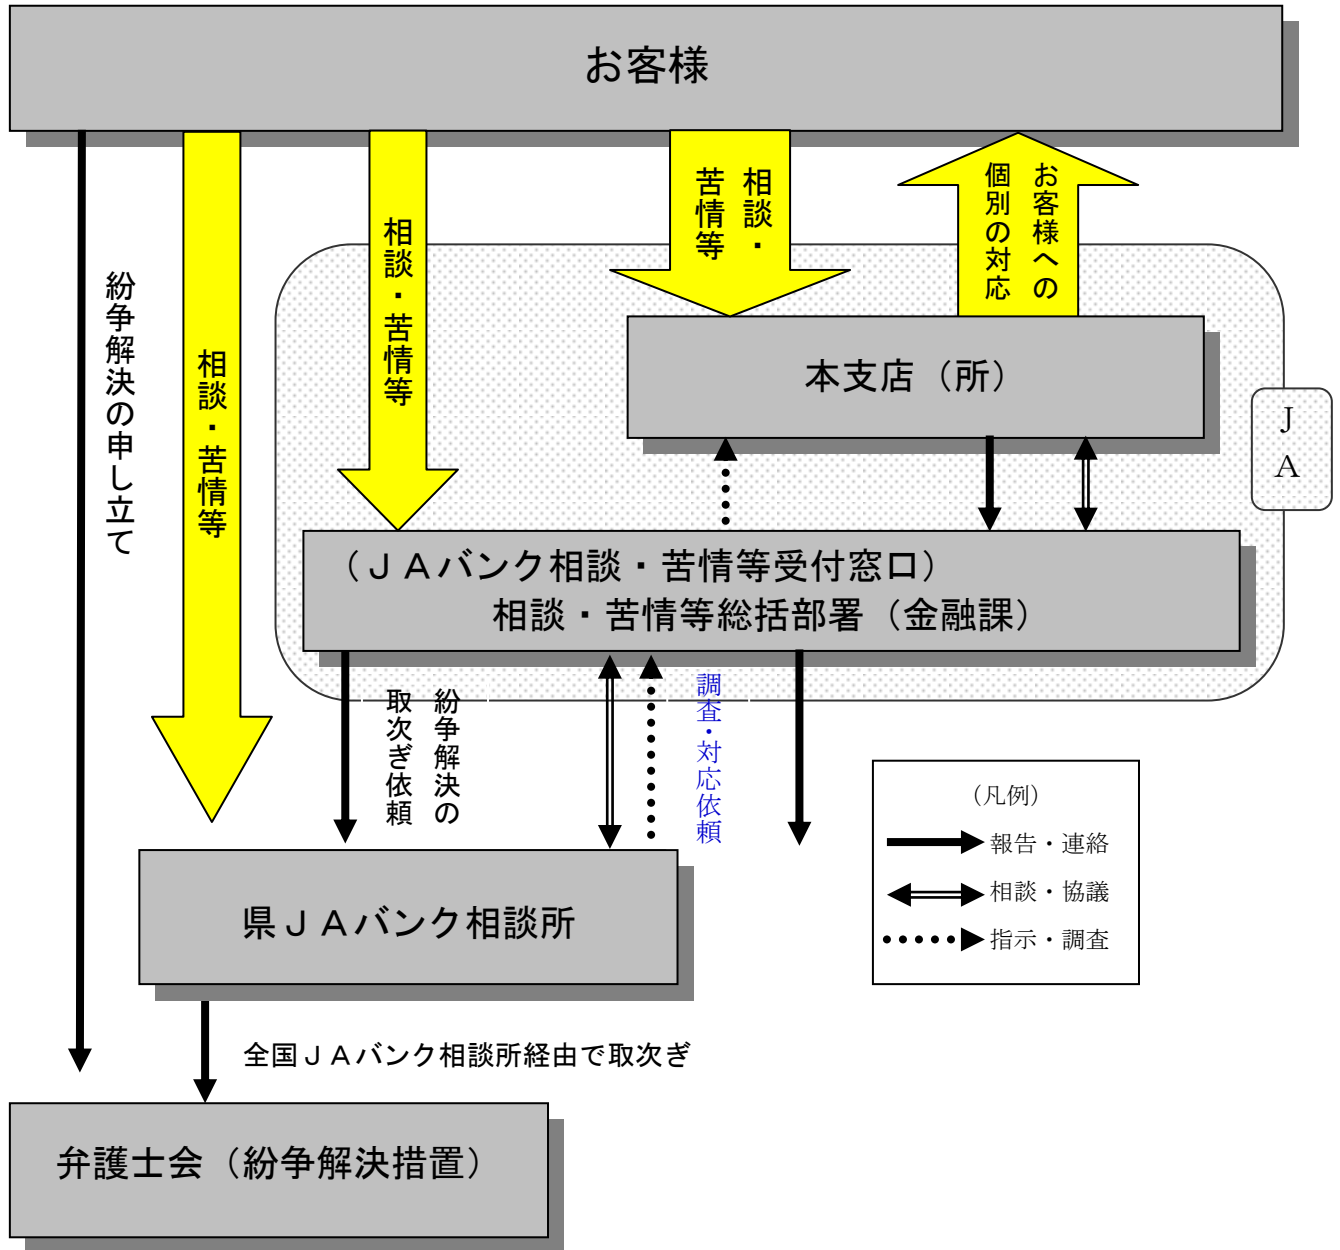 お客様
紛争解決の申し立て
相談・苦情等
相談・苦情等
相談・
苦情等
お客様への
個別の対応
本支店（所）
ＪＡ
（ＪＡバンク相談・苦情等受付窓口）
相談・苦情等総括部署（金融課）
紛争解決の
取次ぎ依頼
調査・対応依頼
（凡例）
報告・連絡
相談・協議
指示・調査
県ＪＡバンク相談所
全国ＪＡバンク相談所経由で取次ぎ
弁護士会（紛争解決措置）